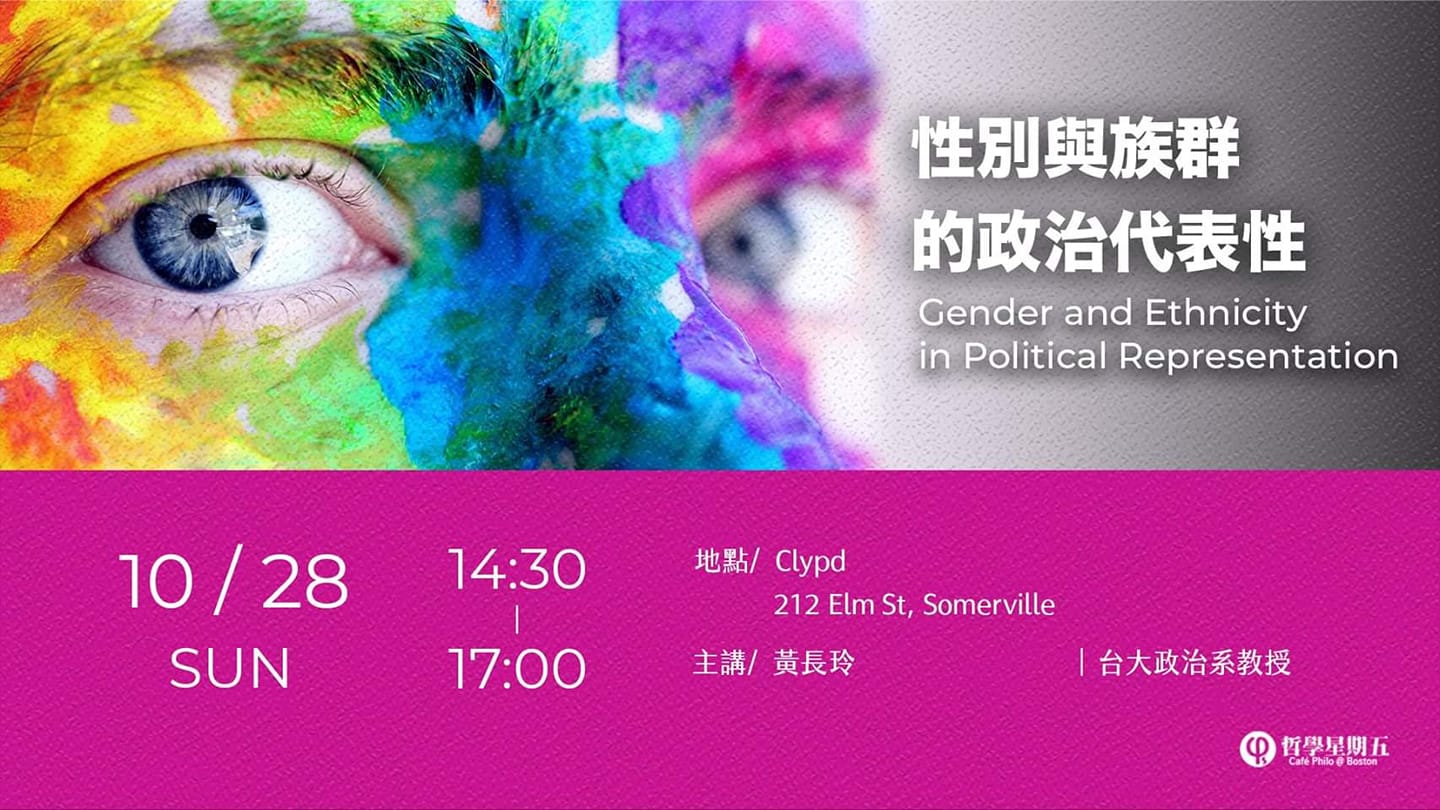 性別與族群
的政治代表性
Gender and Ethnicity
in Political Representation
10 / 28
SUN
14:30
|
17:00
地點/ Clypd
212 Elm St, Somerville
主講/ 黃長玲 | 台大政治系教授
哲學星期五
Café Philo @ Boston